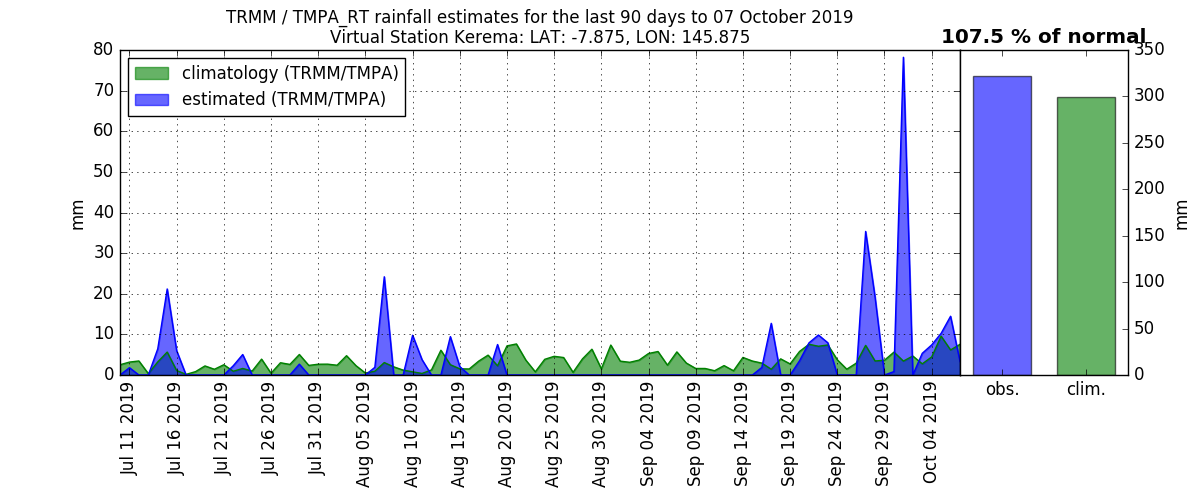 TRMM / TMPA_RT rainfall estimates for the last 90 days to 07 October 2019
Virtual Station Kerema: LAT: -7.875, LON: 145.875
107.5 % of normal
climatology (TRMM/TMPA)
estimated (TRMM/TMPA)
80
70
60
50
40
30
20
10
0
mm
350
300
250
200
150
100
50
0
mm
Jul 11 2019
Jul 16 2019
Jul 21 2019
Jul 26 2019
Jul 31 2019
Aug 05 2019
Aug 10 2019
Aug 15 2019
Aug 20 2019
Aug 25 2019
Aug 30 2019
Sep 04 2019
Sep 09 2019
Sep 14 2019
Sep 19 2019
Sep 24 2019
Sep 29 2019
Oct 04 2019
obs.
clim.